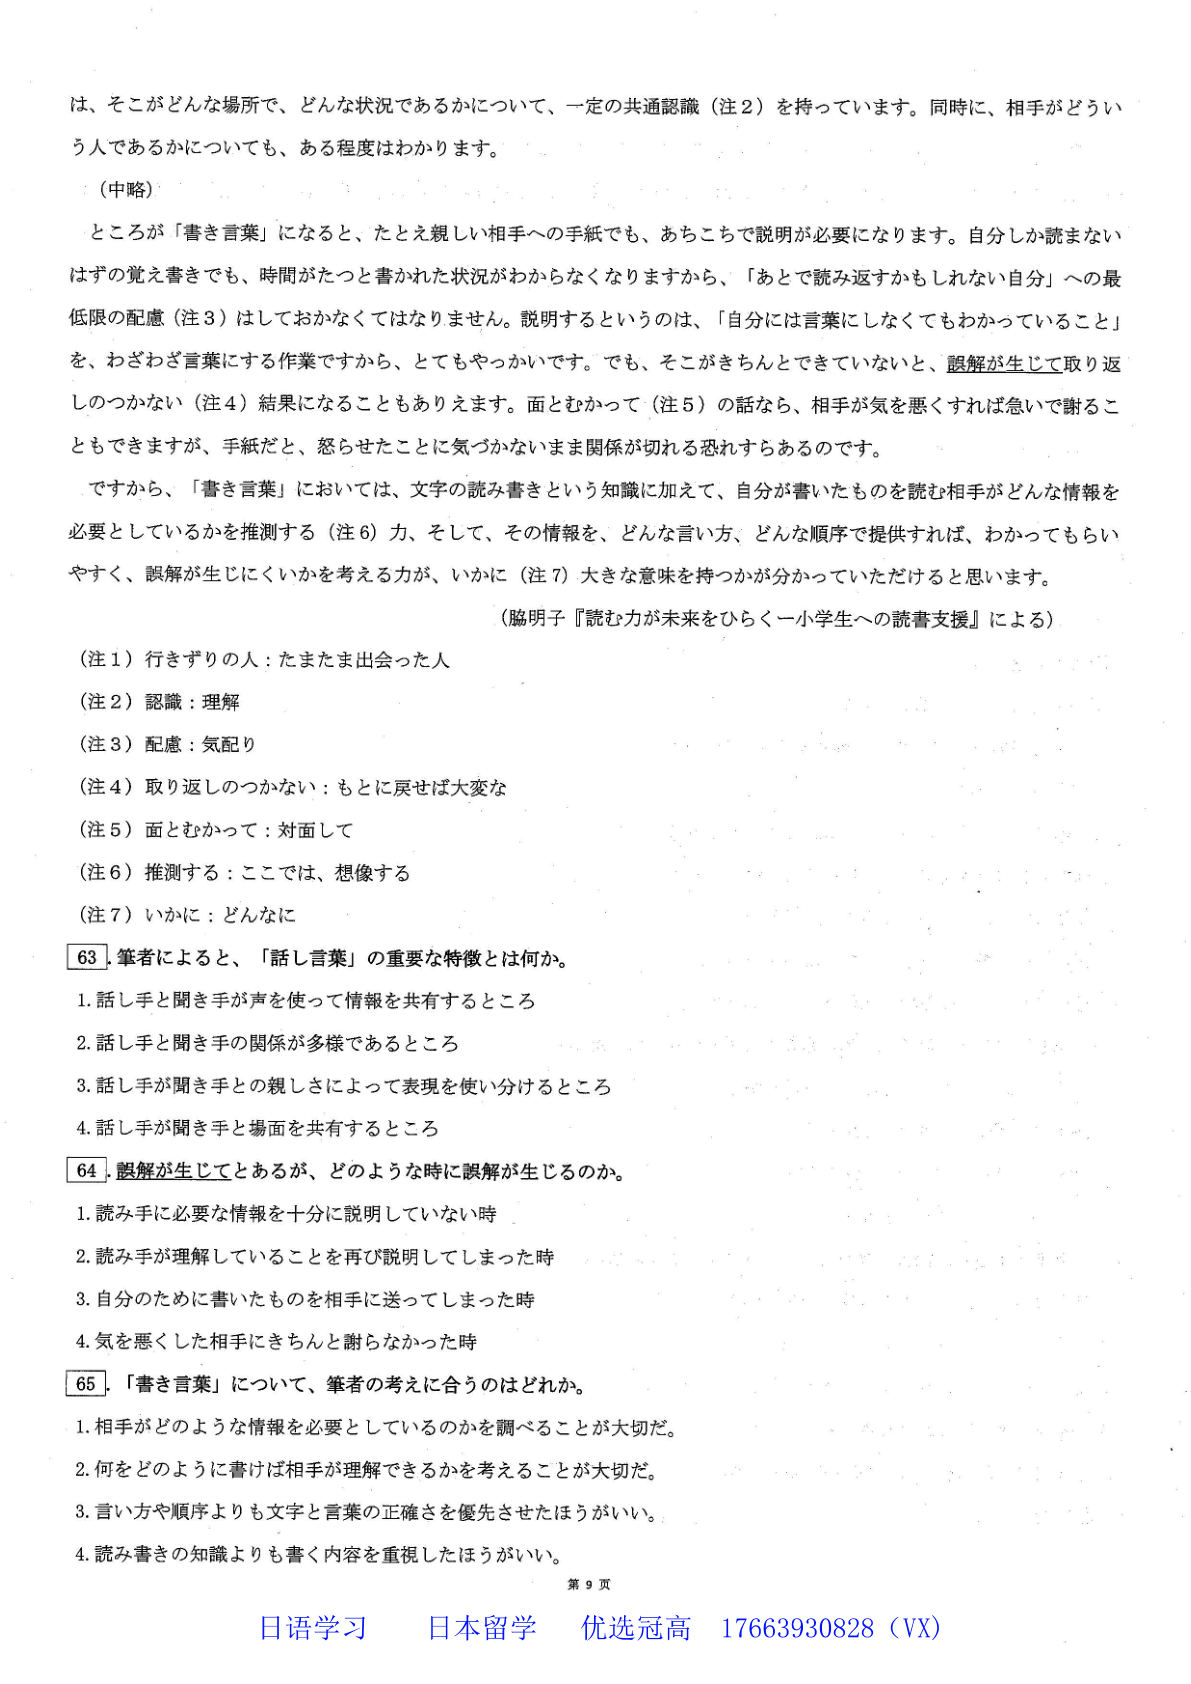 は、そこがどんな場所で、どんな状況であるかについて、一定の共通認識（注２）を持っています。同時に、相手がどうい
う人であるかについても、ある程度はわかります。
（中略）
ところが「書き言葉」になると、たとえ親しい相手への手紙でも、あちこちで説明が必要になります。自分しか読まない
はずの覚え書きでも、時間がたつと書かれた状況がわからなくなりますから、「あとで読み返すかもしれない自分」への最
低限の配慮（注３）はしておかなくてはなりません。説明するというのは、「自分には言葉にしなくてもわかっていること」
を、わざわざ言葉にする作業ですから、とてもやっかいです。でも、そこがきちんとできていないと、誤解が生じて取り返
しのつかない（注４）結果になることもありえます。面とむかって（注５）の話なら、相手が気を悪くすれば急いで謝るこ
ともできますが、手紙だと、怒らせたことに気づかないまま関係が切れる恐れすらあるのです。
ですから、「書き言葉」においては、文字の読み書きという知識に加えて、自分が書いたものを読む相手がどんな情報を
必要としているかを推測する（注６）力、そして、その情報を、どんな言い方、どんな順序で提供すれば、わかってもらい
やすく、誤解が生じにくいかを考える力が、いかに（注７）大きな意味を持つかが分かっていただけると思います。
（脇明子『読む力が未来をひらくー小学生への読書支援』による）
（注１）行きずりの人：たまたま出会った人
（注２）認識：理解
（注３）配慮：気配り
（注４）取り返しのつかない：もとに戻せば大変な
（注５）面とむかって：対面して
（注６）推測する：ここでは、想像する
（注７）いかに：どんなに
63.筆者によると、「話し言葉」の重要な特徴とは何か。
1.話し手と聞き手が声を使って情報を共有するところ
2.話し手と聞き手の関係が多様であるところ
3.話し手が聞き手との親しさによって表現を使い分けるところ
4.話し手が聞き手と場面を共有するところ
64.誤解が生じてとあるが、どのような時に誤解が生じるのか。
1.読み手に必要な情報を十分に説明していない時
2.読み手が理解していることを再び説明してしまった時
3.自分のために書いたものを相手に送ってしまった時
4.気を悪くした相手にきちんと謝らなかった時
65.「書き言葉」について、筆者の考えに合うのはどれか。
1.相手がどのような情報を必要としているのかを調べることが大切だ。
2.何をどのように書けば相手が理解できるかを考えることが大切だ。
3.言い方や順序よりも文字と言葉の正確さを優先させたほうがいい。
4.読み書きの知識よりも書く内容を重視したほうがいい。
第 9 页
日语学习 日本留学 优选冠高 17663930828（VX）